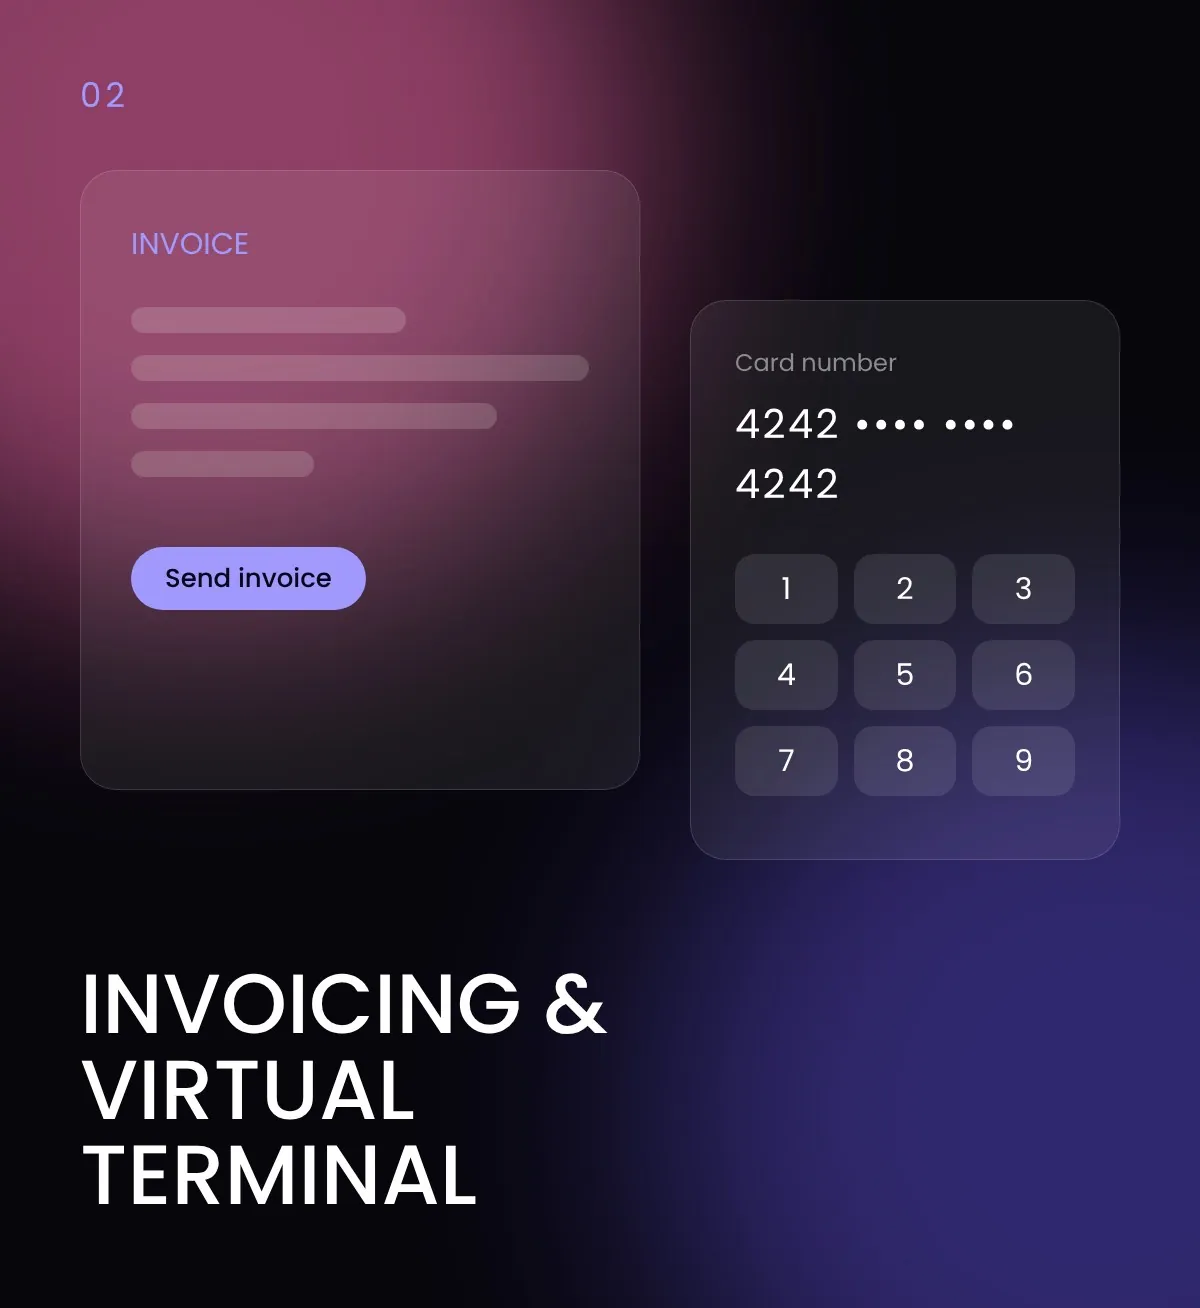 02
INVOICE
Send invoice
Card number
4242 •••• ••••
4242
1 2 3
4 5 6
7 8 9
INVOICING &
VIRTUAL
TERMINAL